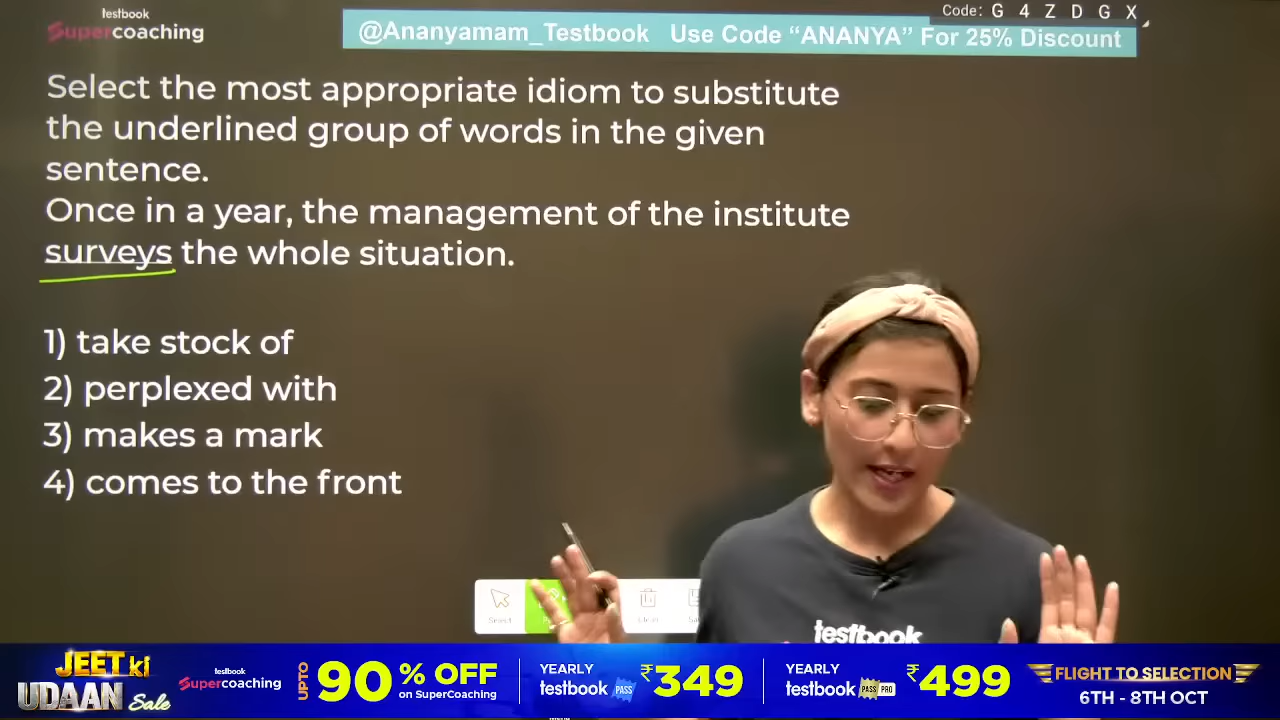 testbook
Supercoaching
@Ananyamam_Testbook Use Code “ANANYA” For 25% Discount
Code: G 4 Z D G X
Select the most appropriate idiom to substitute
the underlined group of words in the given
sentence.
Once in a year, the management of the institute
surveys the whole situation.
1) take stock of
2) perplexed with
3) makes a mark
4) comes to the front
Select
testbook
JEET ki
UDAAN Sale
testbook
Supercoaching
UPTO 90% OFF
on SuperCoaching
YEARLY
testbook PASS
₹349
YEARLY
testbook PASS PRO
₹499
FLIGHT TO SELECTION
6TH - 8TH OCT